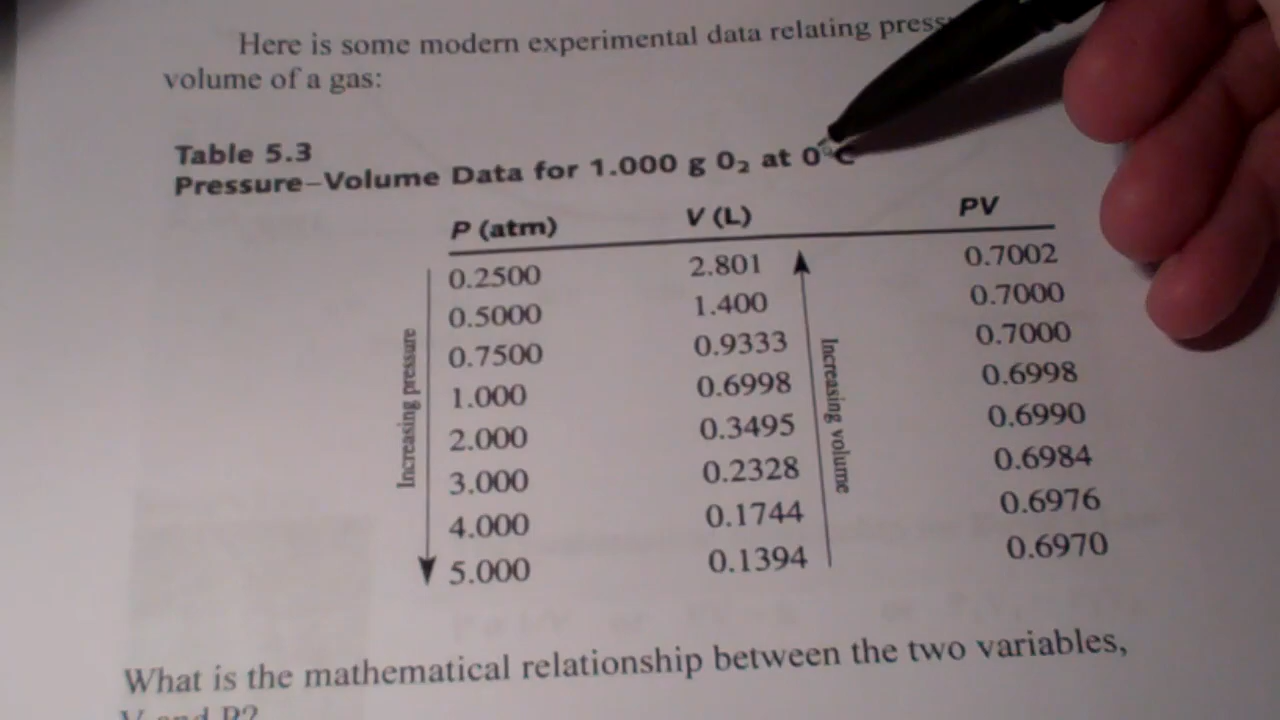 Here is some modern experimental data relating
volume of a gas:
Table 5.3
Pressure–Volume Data for 1.000 g O₂ at 0°C
P (atm) V (L) PV
0.2500 2.801 0.7002
0.5000 1.400 0.7000
0.7500 0.9333 0.7000
1.000 0.6998 0.6998
2.000 0.3495 0.6990
3.000 0.2328 0.6984
4.000 0.1744 0.6976
5.000 0.1394 0.6970
Increasing pressure
Increasing volume
What is the mathematical relationship between the two variables,
V and P?